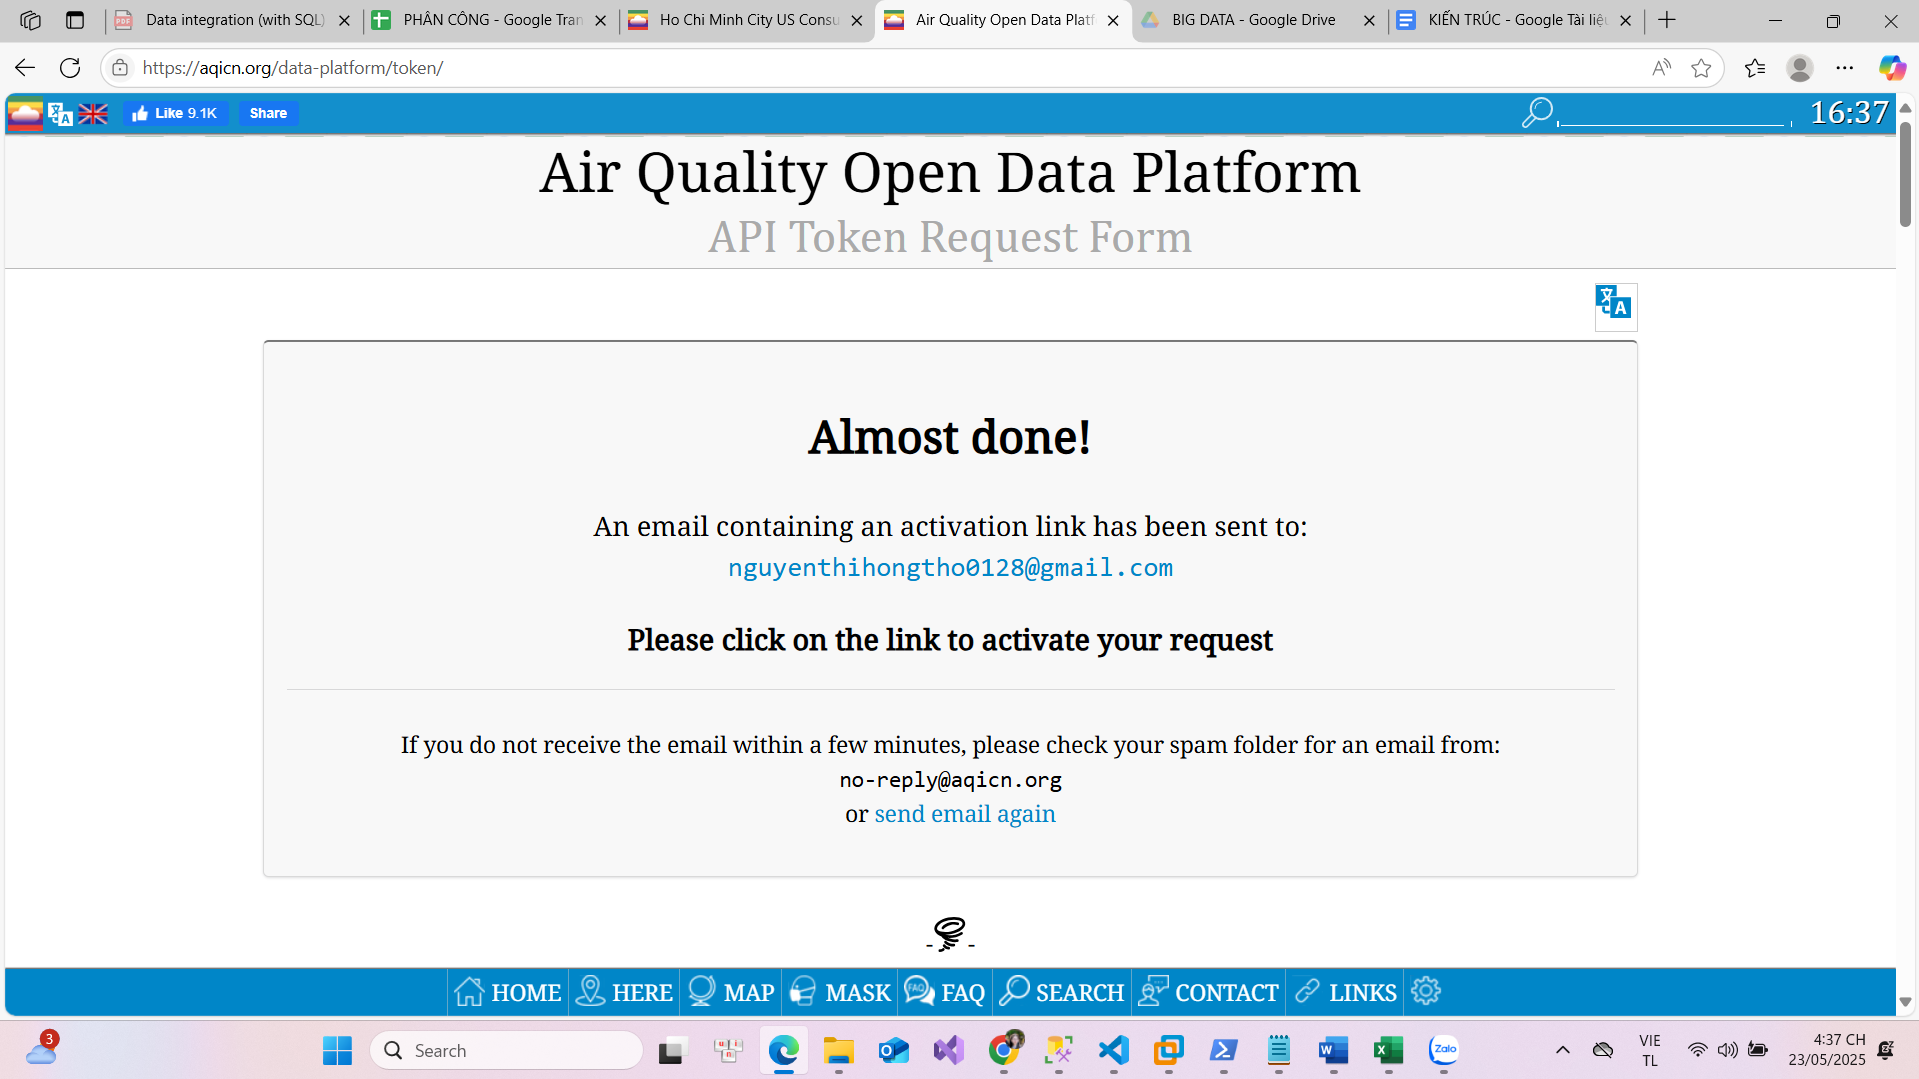 Data integration (with SQL)
PHÂN CÔNG - Google Tran
Ho Chi Minh City US Consu
Air Quality Open Data Platf
BIG DATA - Google Drive
KIẾN TRÚC - Google Tài liệu
https://aqicn.org/data-platform/token/
Like 9.1K
Share
16:37
Air Quality Open Data Platform
API Token Request Form
Almost done!
An email containing an activation link has been sent to:
nguyenthihongtho0128@gmail.com
Please click on the link to activate your request
If you do not receive the email within a few minutes, please check your spam folder for an email from:
no-reply@aqicn.org
or send email again
HOME
HERE
MAP
MASK
FAQ
SEARCH
CONTACT
LINKS
3
Search
Zalo
VIE
TL
4:37 CH
23/05/2025